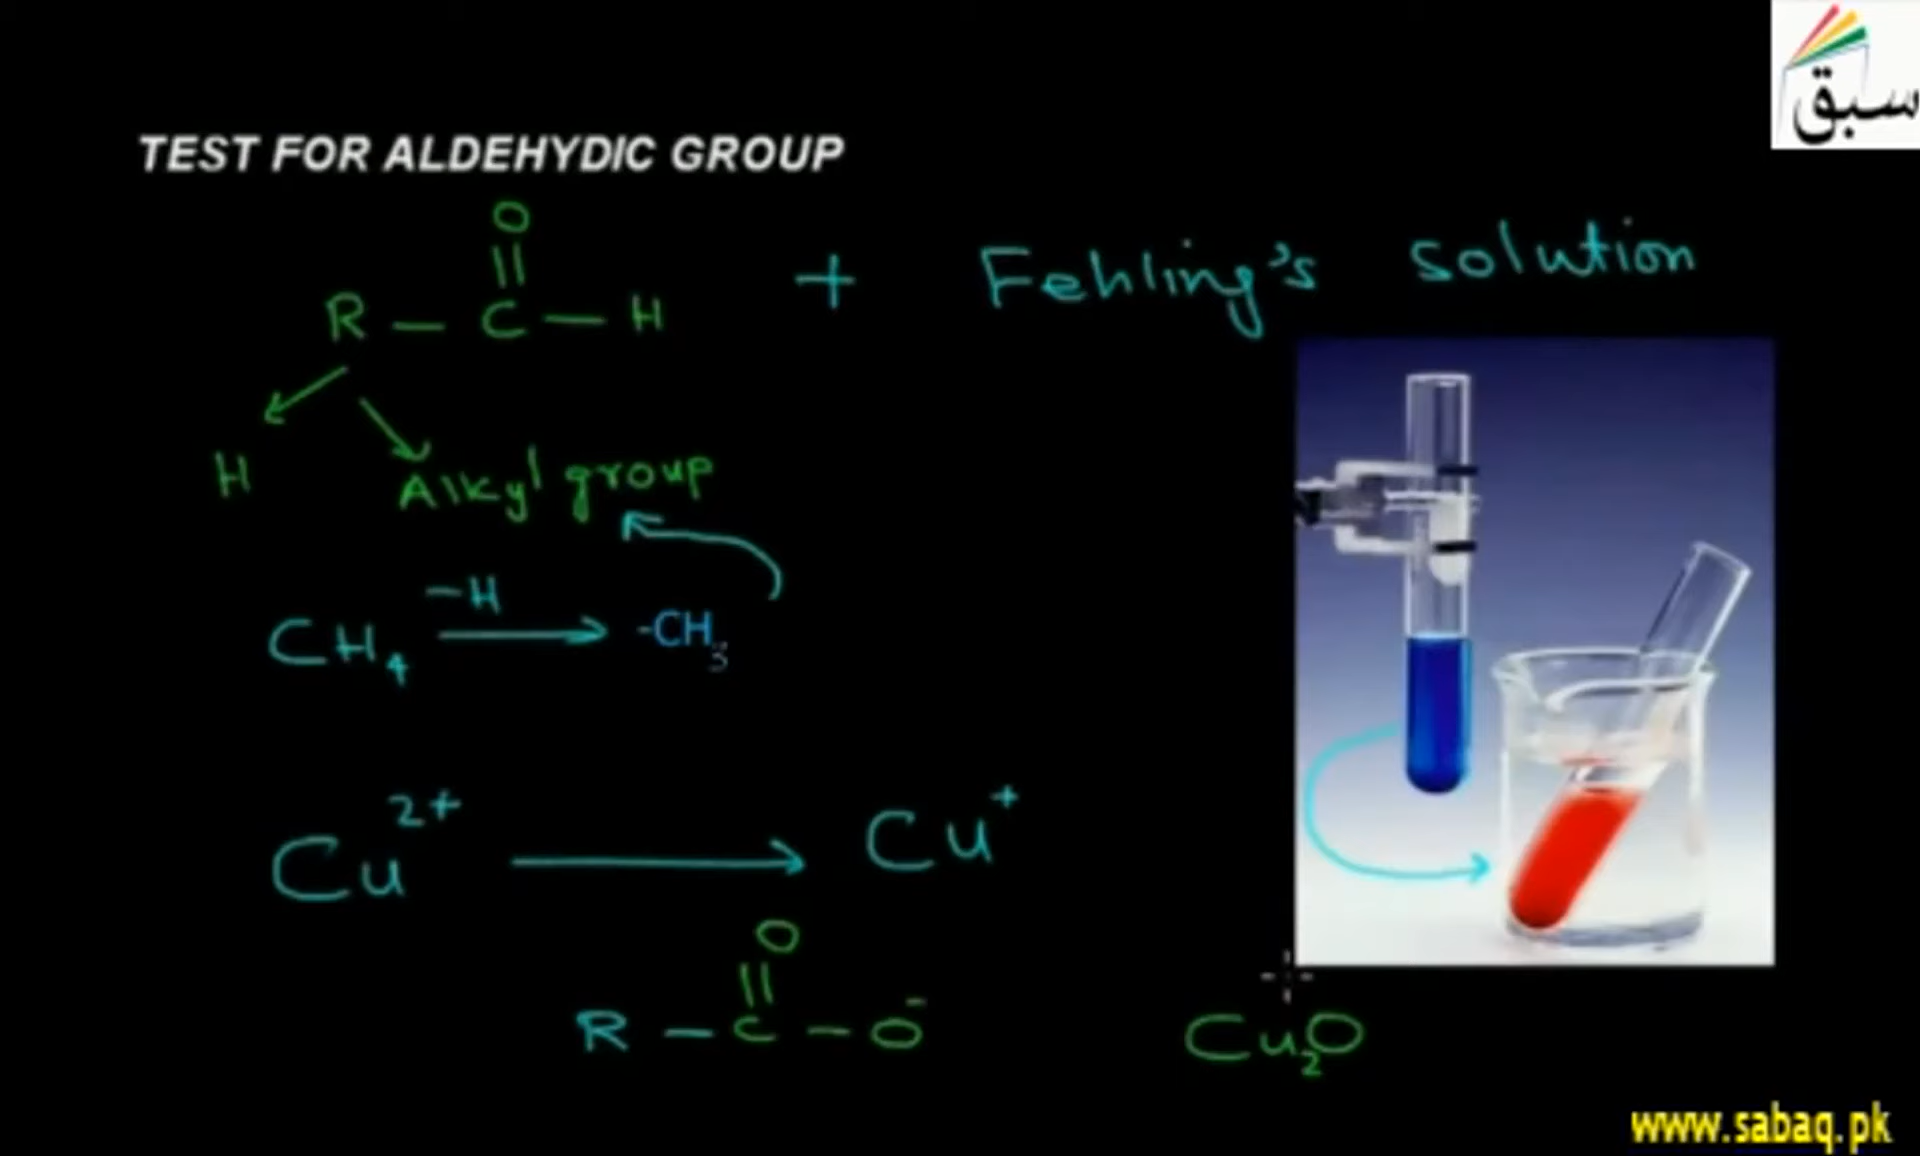 سبق
TEST FOR ALDEHYDIC GROUP
O
||
R — C — H + Fehling's solution
H Alkyl group
-H
CH₄ → -CH₃
Cu²⁺ → Cu⁺
O
||
R — C — O⁻ Cu₂O
www.sabaq.pk